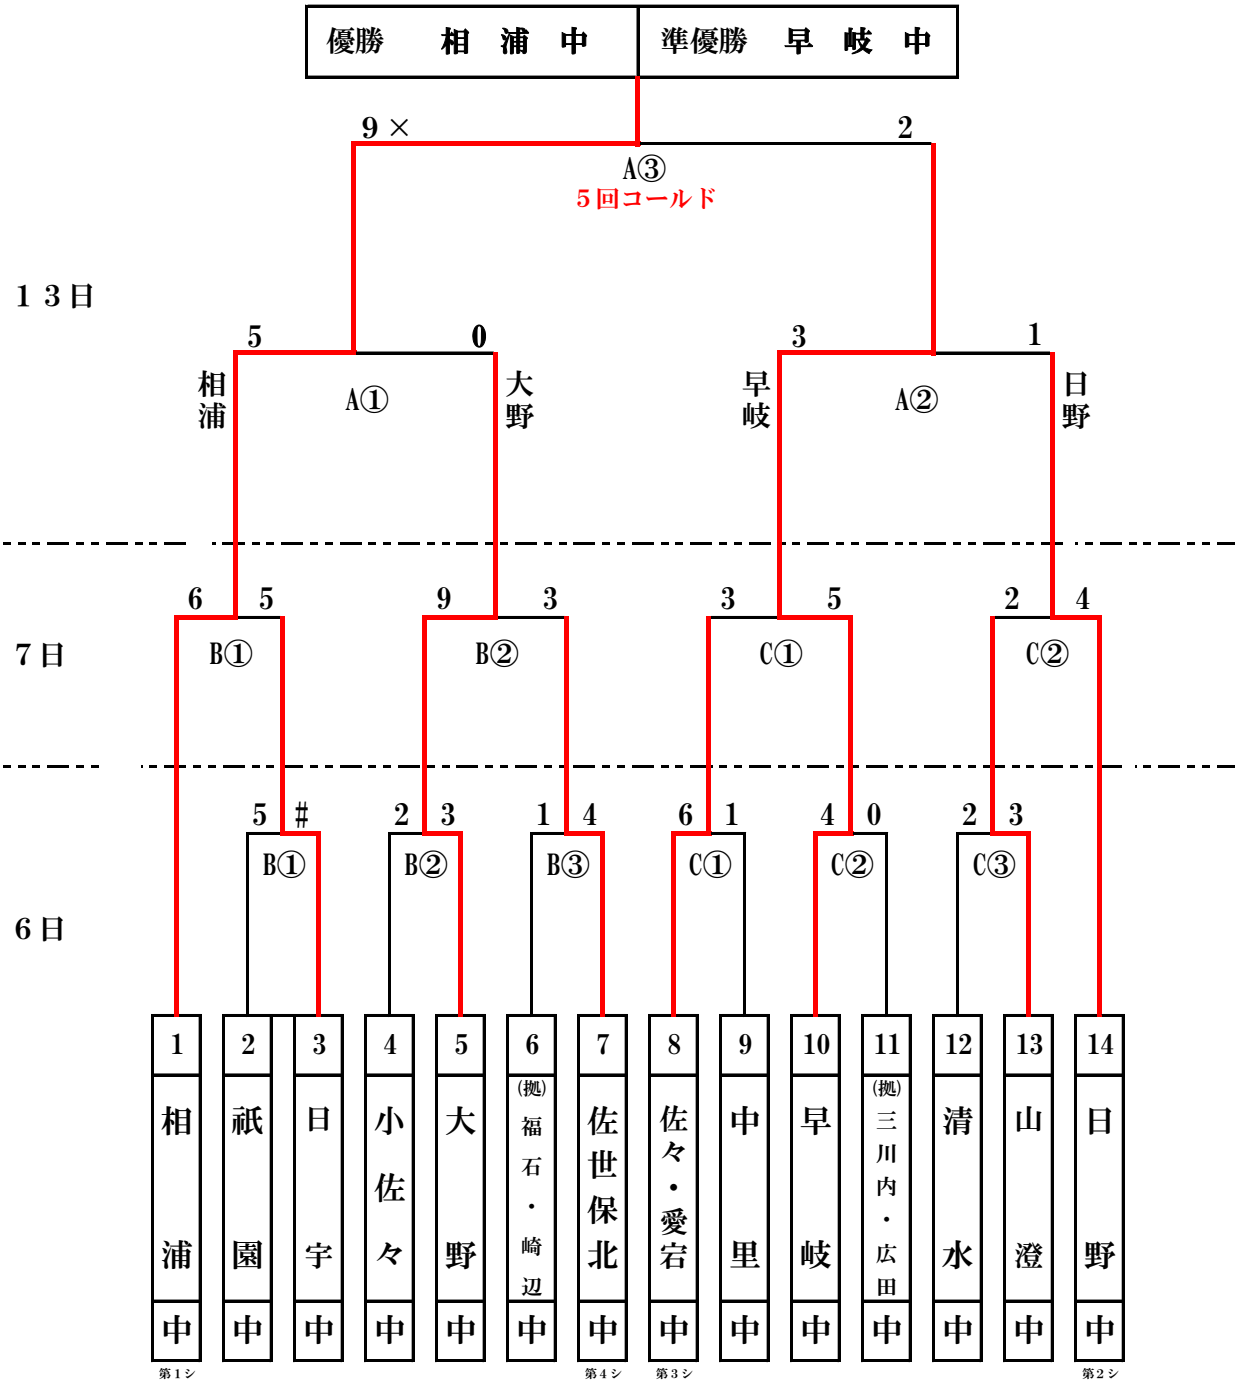 優勝 相浦中 準優勝 早岐中
9× 2
A③
5回コールド
13日
5 0 3 1
相浦 A① 大野 早岐 A② 日野
6 5 9 3 3 5 2 4
7日 B① B② C① C②
5 # 2 3 1 4 6 1 4 0 2 3
B① B② B③ C① C② C③
6日
1 2 3 4 5 6 7 8 9 10 11 12 13 14
相浦中
祇園中
日宇中
小佐々中
大野中
(拠)福石・崎辺中
佐世保北中
佐々・愛宕中
中里中
早岐中
(拠)三川内・広田中
清水中
山澄中
日野中
第1シ 第4シ 第3シ 第2シ